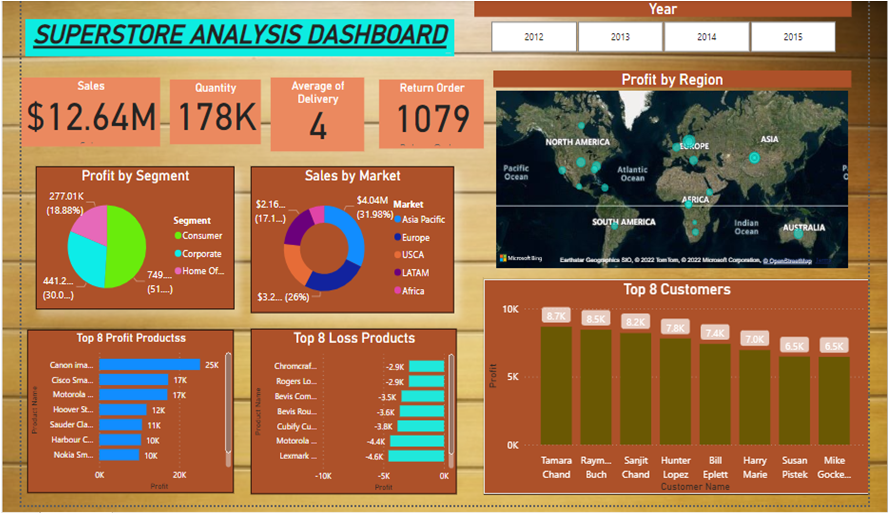 SUPERSTORE ANALYSIS DASHBOARD
Year
2012
2013
2014
2015
Sales
$12.64M
Quantity
178K
Average of
Delivery
4
Return Order
1079
Profit by Region
NORTH AMERICA
EUROPE
ASIA
Pacific
Ocean
Atlantic
Ocean
AFRICA
SOUTH AMERICA
Indian
Ocean
AUSTRALIA
Microsoft Bing
Earthstar Geographics SIO, © 2022 TomTom, © 2022 Microsoft Corporation, © OpenStreetMap
Profit by Segment
277.01K
(18.88%)
441.2...
(30.0...
749...
(51....)
Segment
Consumer
Corporate
Home Of...
Sales by Market
$2.16...
(17.1...)
$4.04M
(31.98%)
$3.2... (26%)
Market
Asia Pacific
Europe
USCA
LATAM
Africa
Top 8 Profit Productss
Product Name
Canon ima...
25K
Cisco Sma...
17K
Motorola ...
17K
Hoover St...
12K
Sauder Cla...
11K
Harbour C...
10K
Nokia Sm...
10K
0K
20K
Profit
Top 8 Loss Products
Product Name
Chromcraf...
-2.9K
Rogers Lo...
-2.9K
Bevis Com...
-3.5K
Bevis Rou...
-3.6K
Cubify Cu...
-3.8K
Motorola ...
-4.4K
Lexmark ...
-4.6K
-10K
-5K
0K
Profit
Top 8 Customers
Profit
10K
5K
0K
8.7K
8.5K
8.2K
7.8K
7.4K
7.0K
6.5K
6.5K
Tamara
Chand
Raym...
Buch
Sanjit
Chand
Hunter
Lopez
Bill
Eplett
Harry
Marie
Susan
Pistek
Mike
Gocke...
Customer Name